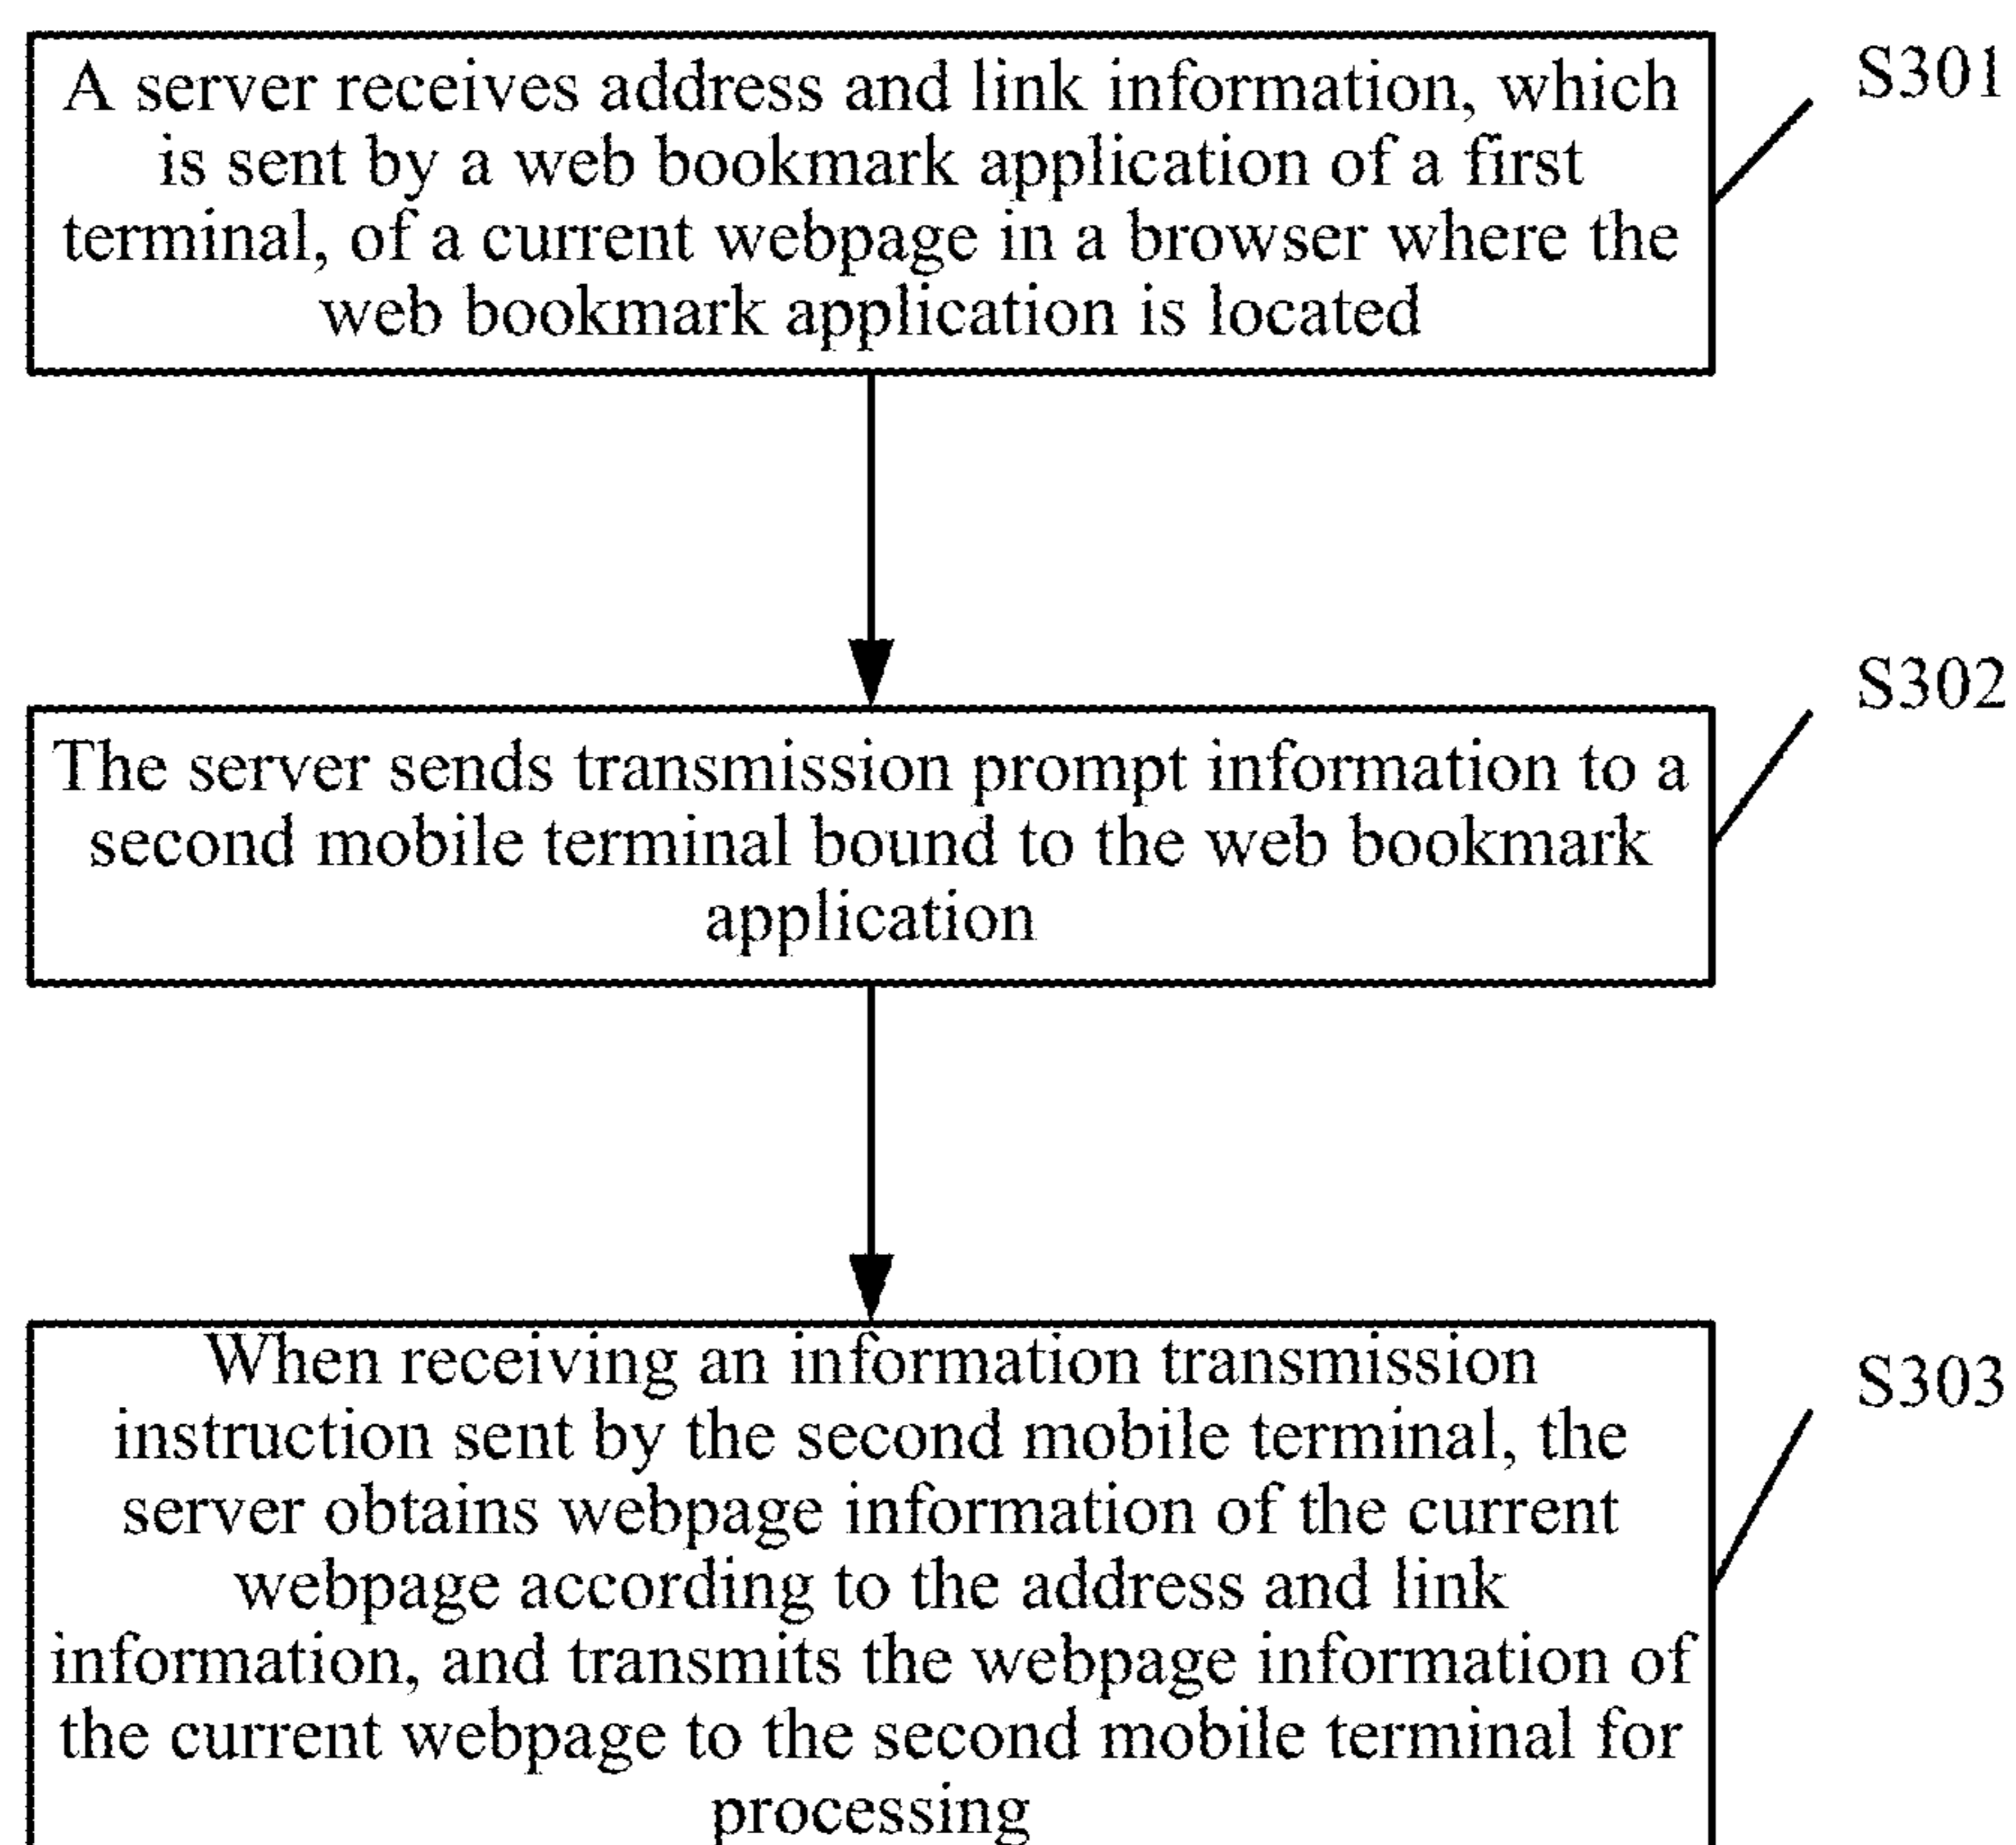 A server receives address and link information, which
is sent by a web bookmark application of a first
terminal, of a current webpage in a browser where the
web bookmark application is located
S301
The server sends transmission prompt information to a
second mobile terminal bound to the web bookmark
application
S302
When receiving an information transmission
instruction sent by the second mobile terminal, the
server obtains webpage information of the current
webpage according to the address and link
information, and transmits the webpage information of
the current webpage to the second mobile terminal for
processing
S303